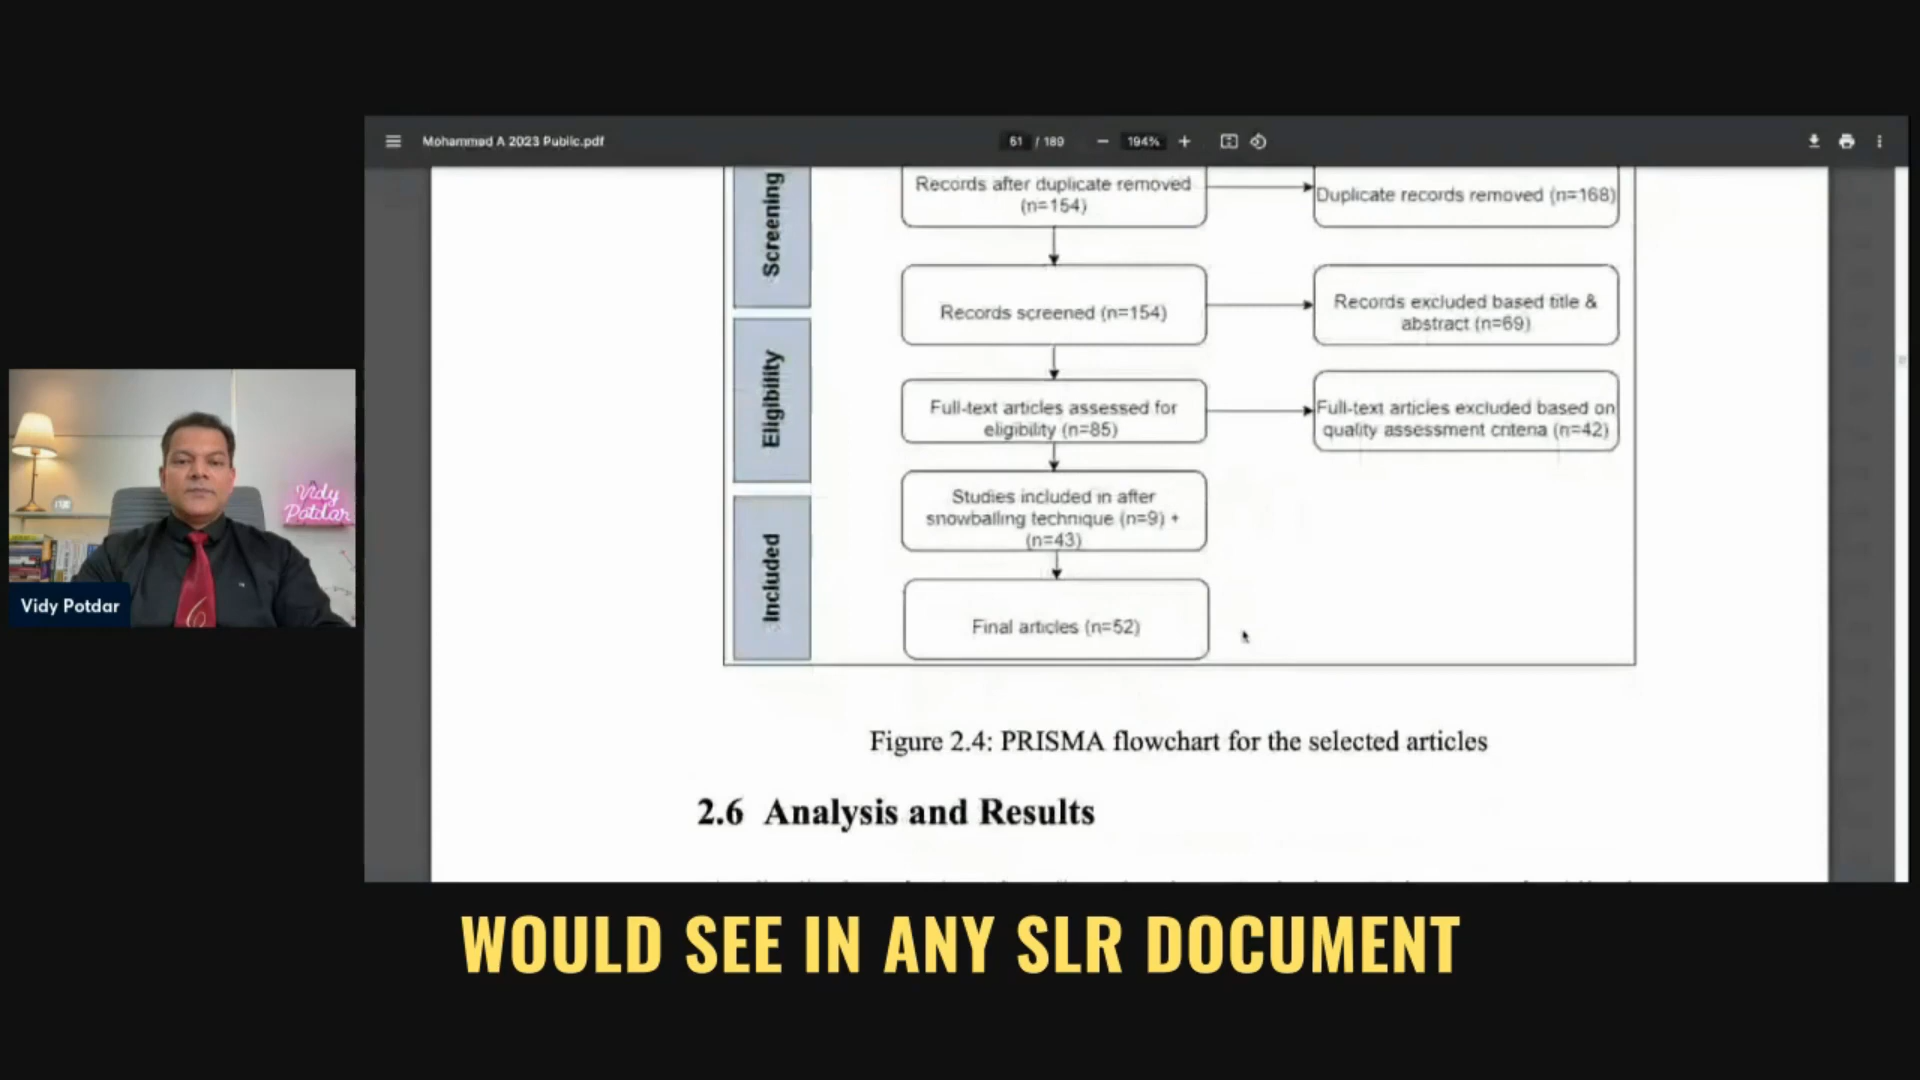 Mohammed A 2023 Public.pdf
61 / 189
194%
Screening
Records after duplicate removed
(n=154)
Duplicate records removed (n=168)
Records screened (n=154)
Records excluded based title &
abstract (n=69)
Eligibility
Full-text articles assessed for
eligibility (n=85)
Full-text articles excluded based on
quality assessment criteria (n=42)
Included
Studies included in after
snowballing technique (n=9) +
(n=43)
Final articles (n=52)
Figure 2.4: PRISMA flowchart for the selected articles
2.6 Analysis and Results
Vidy
Potdar
Vidy Potdar
WOULD SEE IN ANY SLR DOCUMENT